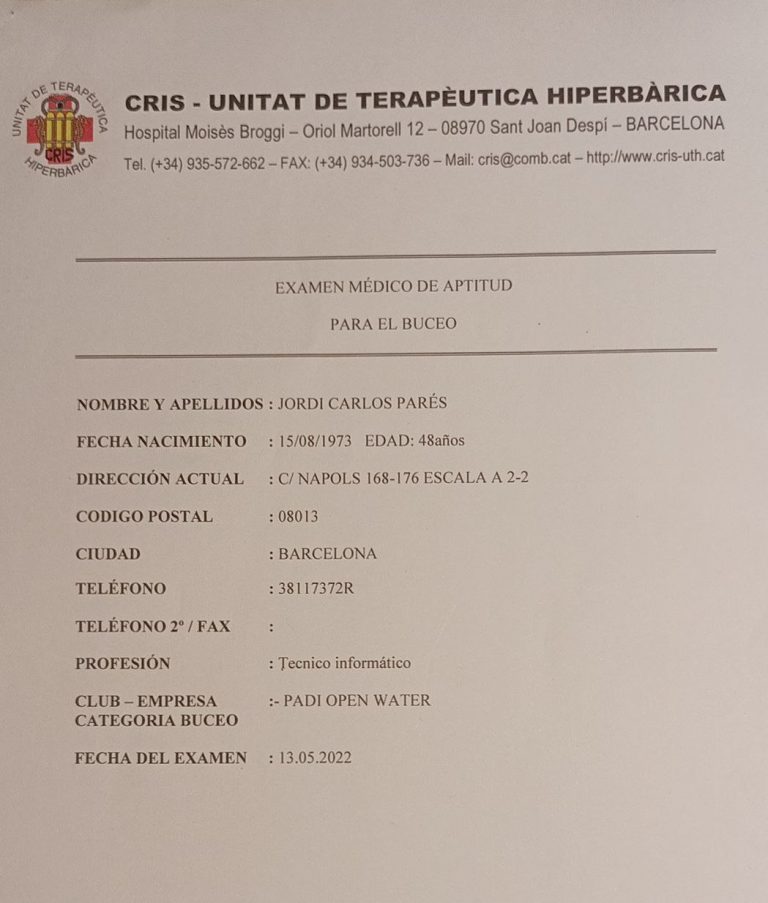 UNITAT DE TERAPÈUTICA
CRIS
HIPERBÀRICA
CRIS - UNITAT DE TERAPÈUTICA HIPERBÀRICA
Hospital Moisès Broggi – Oriol Martorell 12 – 08970 Sant Joan Despí – BARCELONA
Tel. (+34) 935-572-662 – FAX: (+34) 934-503-736 – Mail: cris@comb.cat – http://www.cris-uth.cat
EXAMEN MÉDICO DE APTITUD
PARA EL BUCEO
NOMBRE Y APELLIDOS : JORDI CARLOS PARÉS
FECHA NACIMIENTO : 15/08/1973 EDAD: 48años
DIRECCIÓN ACTUAL : C/ NAPOLS 168-176 ESCALA A 2-2
CODIGO POSTAL : 08013
CIUDAD : BARCELONA
TELÉFONO : 38117372R
TELÉFONO 2º / FAX :
PROFESIÓN : Tecnico informático
CLUB – EMPRESA :- PADI OPEN WATER
CATEGORIA BUCEO
FECHA DEL EXAMEN : 13.05.2022